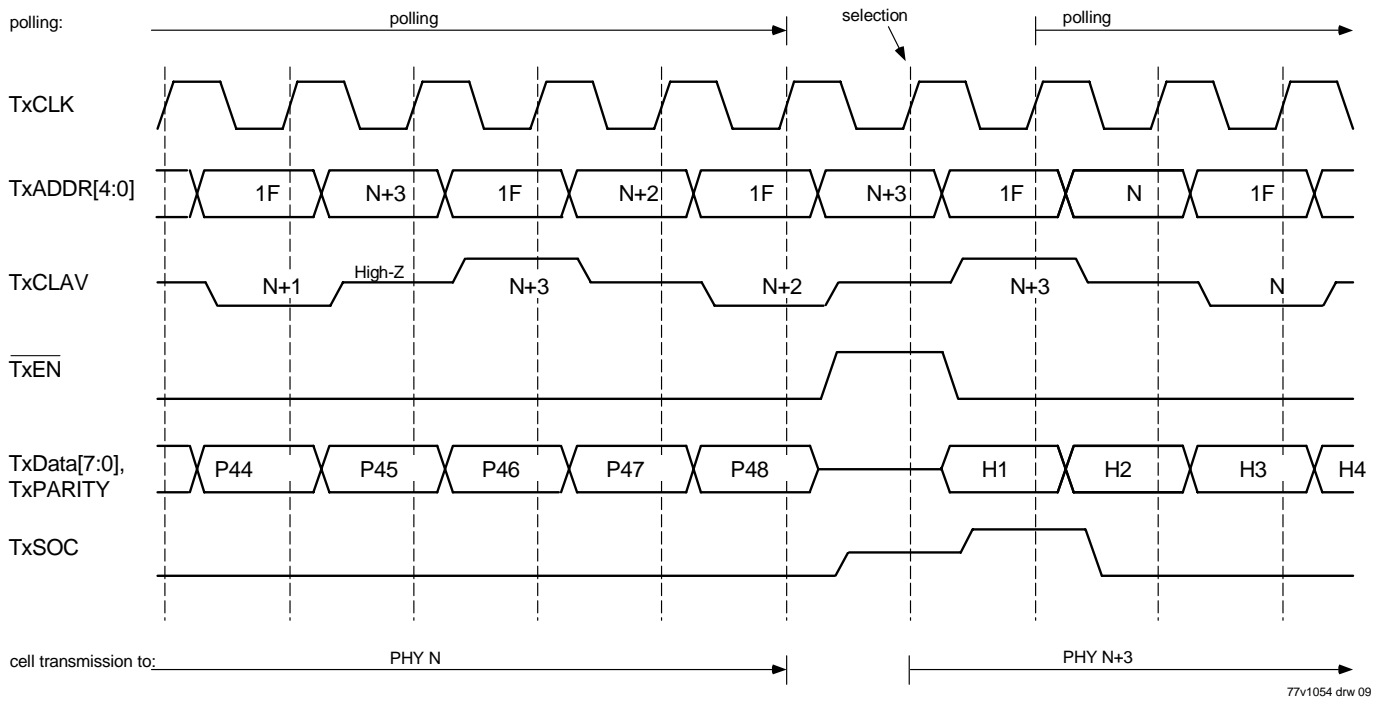 polling: polling selection polling
TxCLK
TxADDR[4:0] 1F N+3 1F N+2 1F N+3 1F N 1F
TxCLAV N+1 High-Z N+3 N+2 N+3 N
TxEN
TxData[7:0], TxPARITY P44 P45 P46 P47 P48 H1 H2 H3 H4
TxSOC
cell transmission to: PHY N PHY N+3
77v1054 drw 09